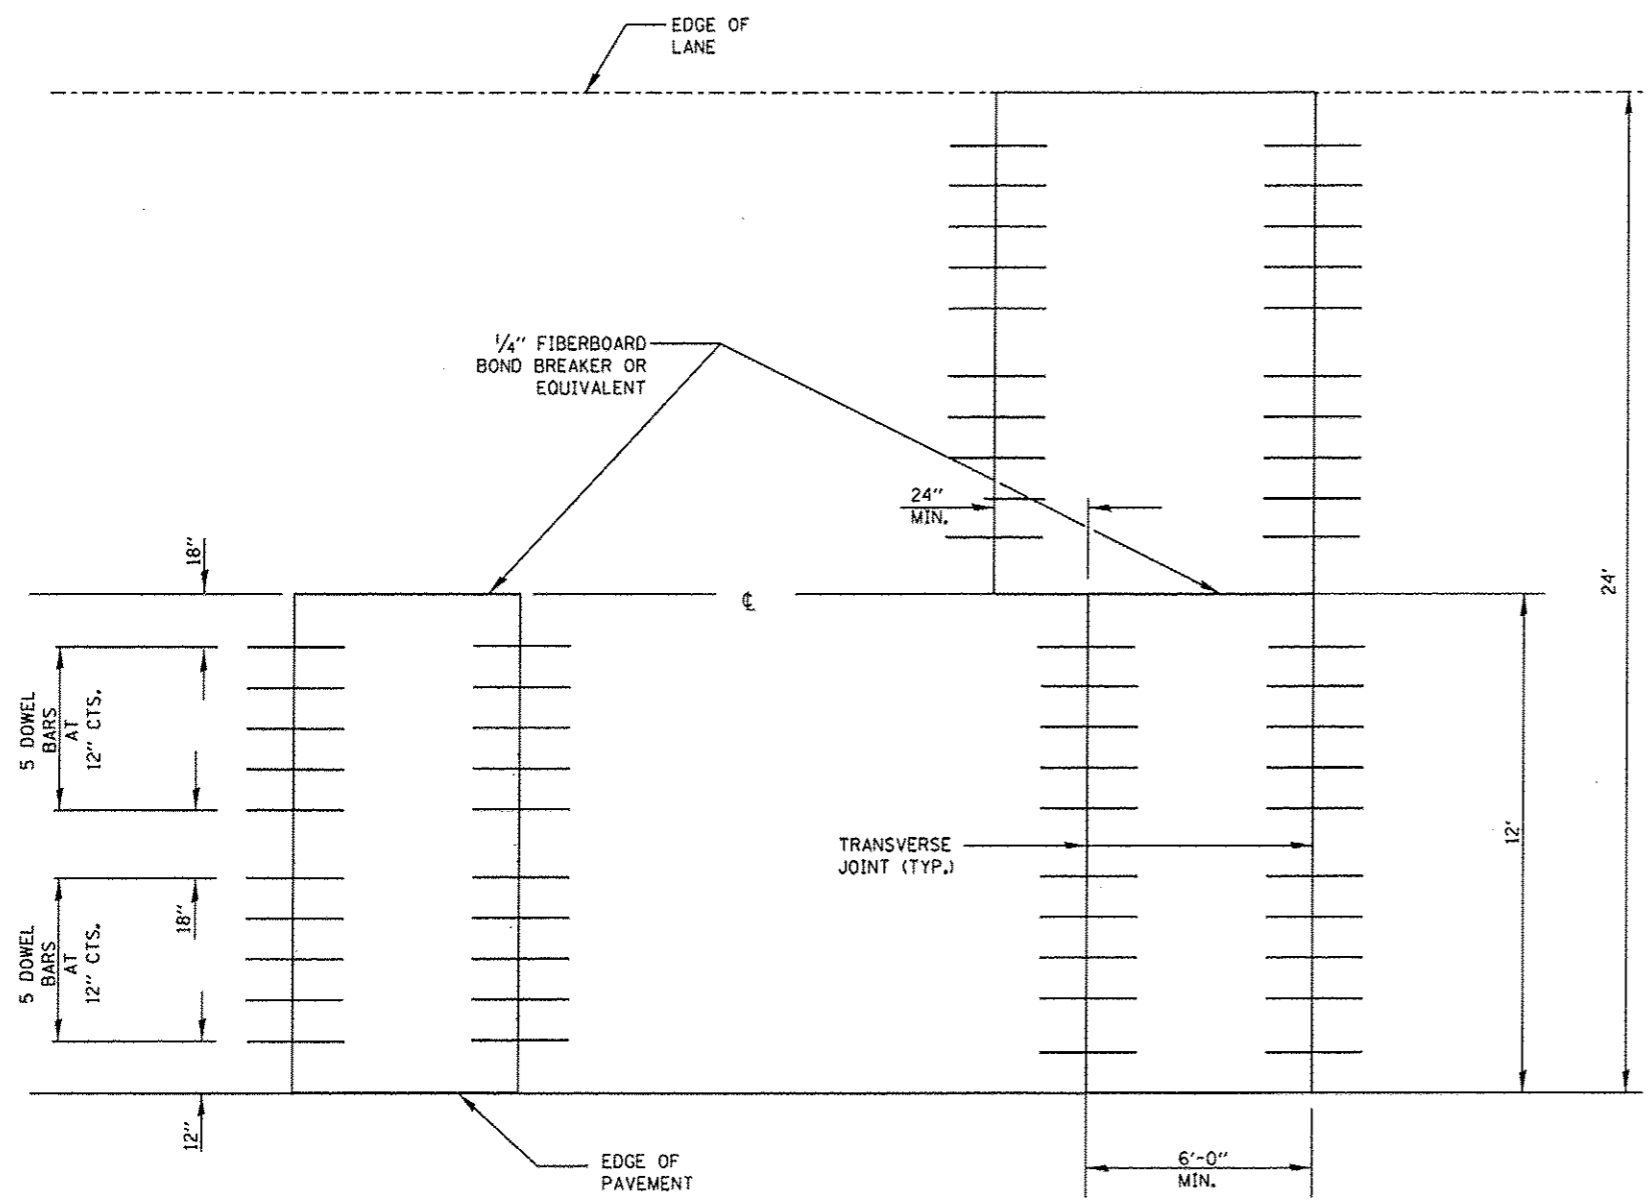 EDGE OF
LANE
1/4" FIBERBOARD
BOND BREAKER OR
EQUIVALENT
24"
MIN.
18"
℄
24'
5 DOWEL
BARS
AT
12" CTS.
12'
TRANSVERSE
JOINT (TYP.)
18"
5 DOWEL
BARS
AT
12" CTS.
12"
EDGE OF
PAVEMENT
6'-0"
MIN.